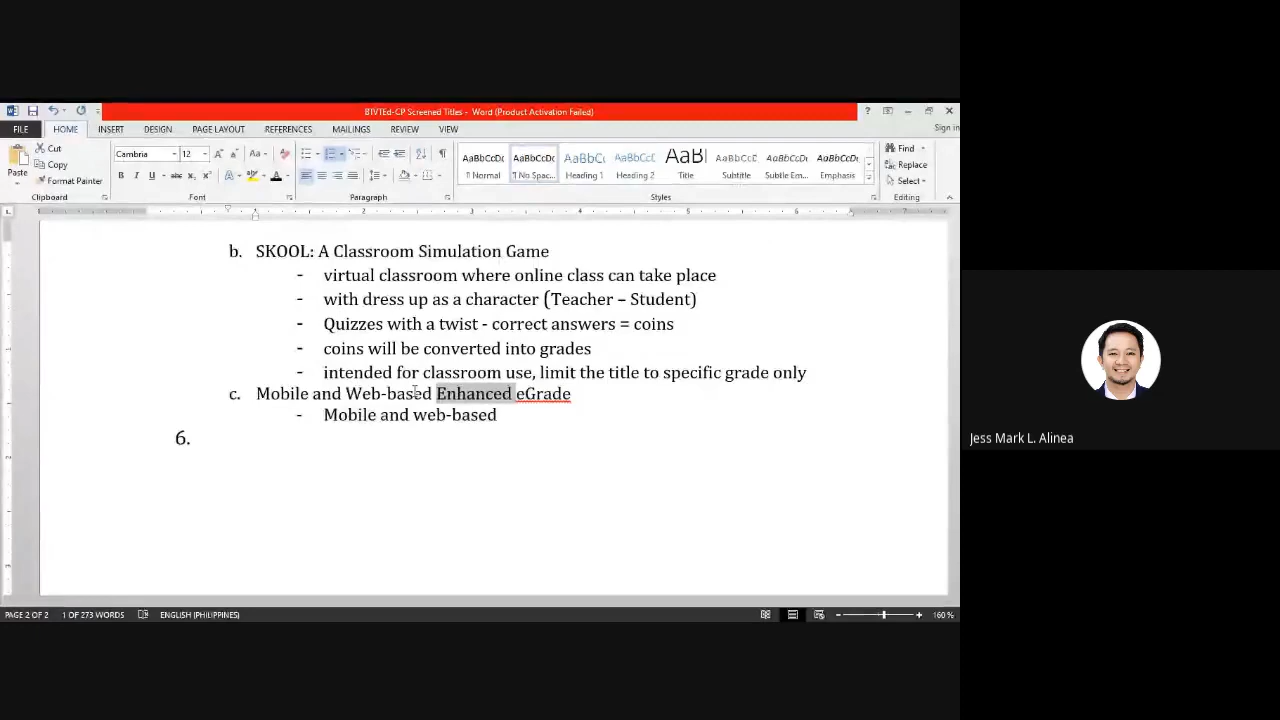 BTVTEd-CP Screened Titles - Word (Product Activation Failed)
FILE HOME INSERT DESIGN PAGE LAYOUT REFERENCES MAILINGS REVIEW VIEW Sign in
Cut
Copy
Format Painter
Paste
Clipboard
Cambria 12
Font
Paragraph
AaBbCcDc AaBbCcDc AaBbCc AaBbCcE AaB AaBbCcD AaBbCcDc AaBbCcDc
¶ Normal ¶ No Spac... Heading 1 Heading 2 Title Subtitle Subtle Em... Emphasis
Styles
Find
Replace
Select
Editing
b. SKOOL: A Classroom Simulation Game
- virtual classroom where online class can take place
- with dress up as a character (Teacher – Student)
- Quizzes with a twist - correct answers = coins
- coins will be converted into grades
- intended for classroom use, limit the title to specific grade only
c. Mobile and Web-based Enhanced eGrade
- Mobile and web-based
6.
PAGE 2 OF 2 1 OF 273 WORDS ENGLISH (PHILIPPINES) 160 %
Jess Mark L. Alinea